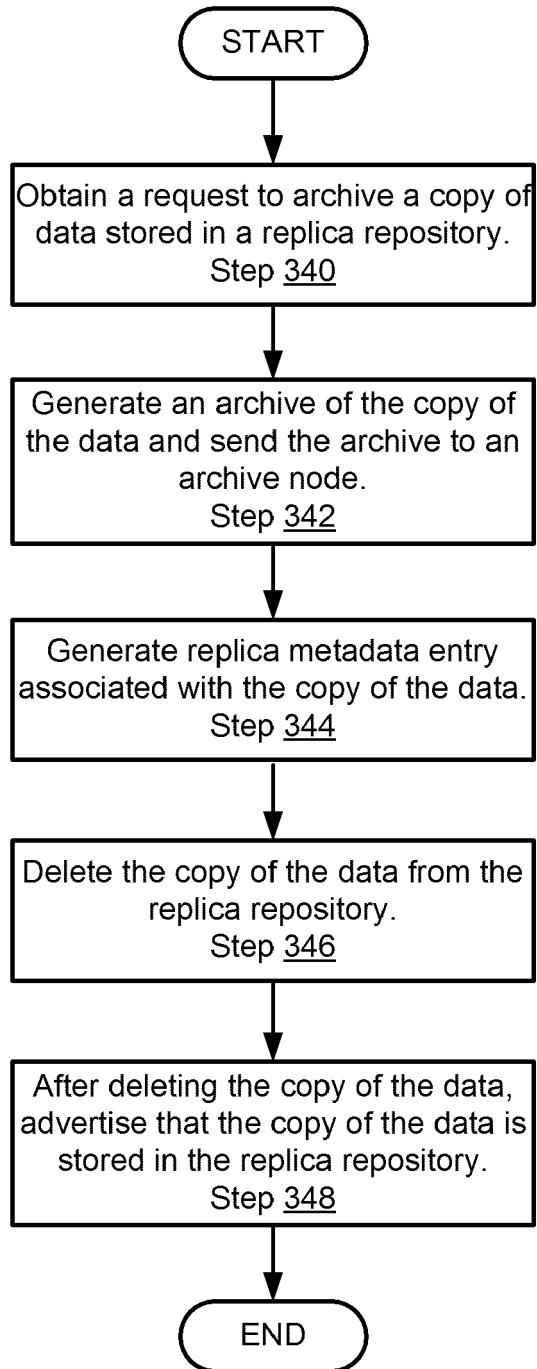 START
Obtain a request to archive a copy of
data stored in a replica repository.
Step 340
Generate an archive of the copy of
the data and send the archive to an
archive node.
Step 342
Generate replica metadata entry
associated with the copy of the data.
Step 344
Delete the copy of the data from the
replica repository.
Step 346
After deleting the copy of the data,
advertise that the copy of the data is
stored in the replica repository.
Step 348
END